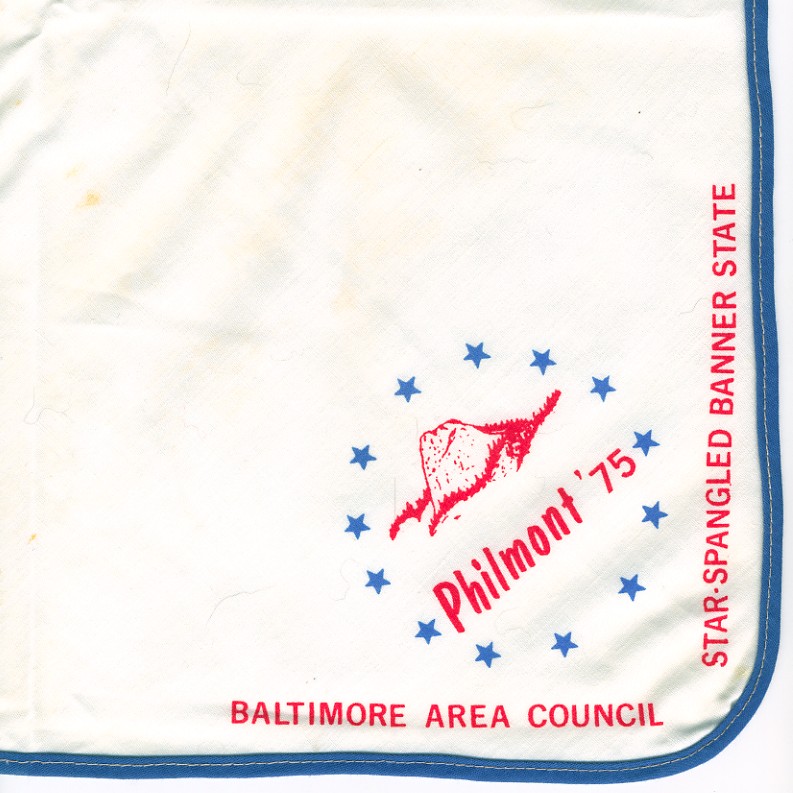 Philmont '75
BALTIMORE AREA COUNCIL
STAR-SPANGLED BANNER STATE